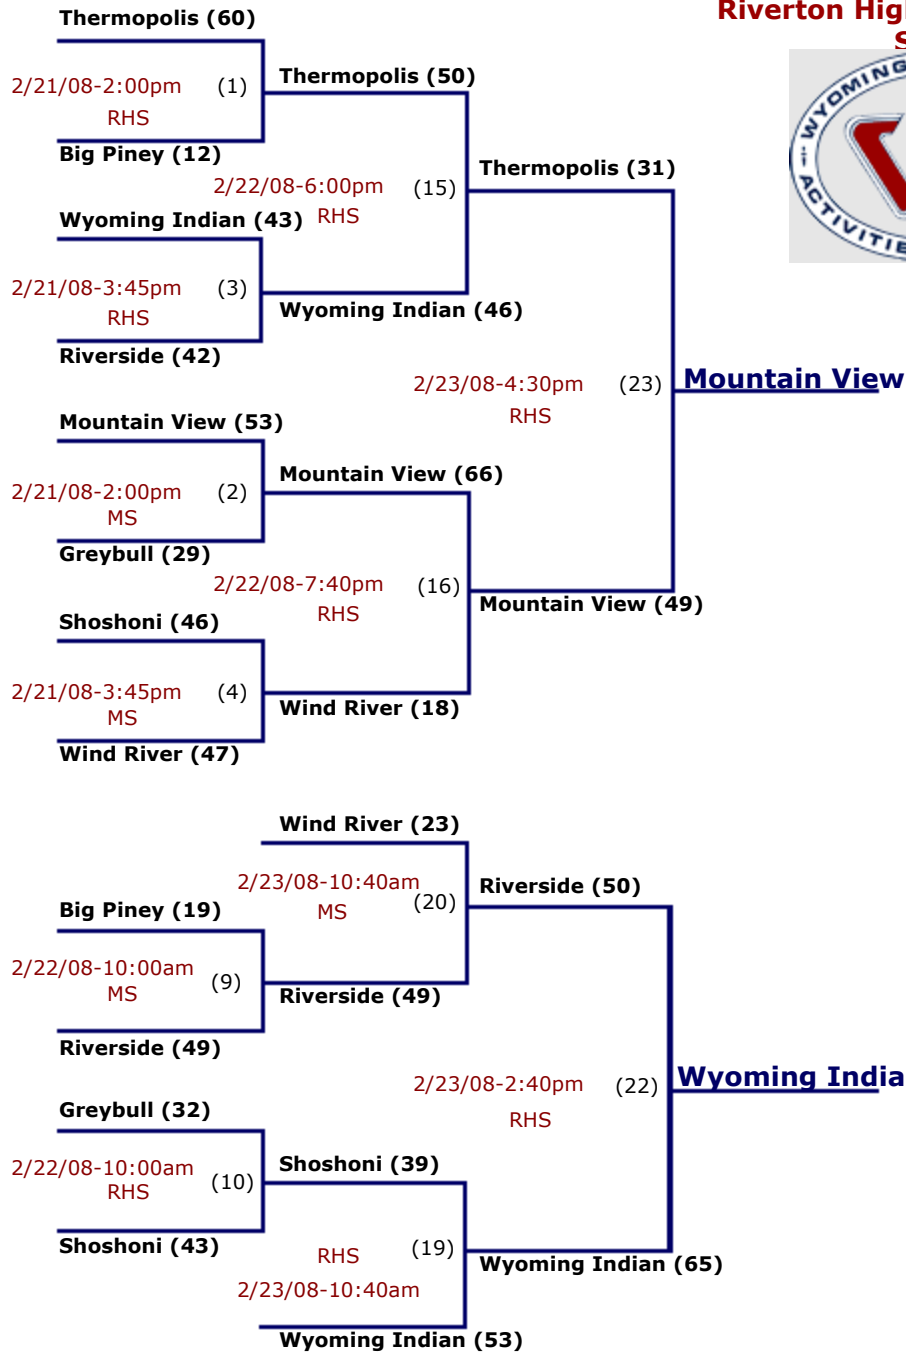 Thermopolis (60)
Riverton Hig
2/21/08-2:00pm
(1)
RHS
Thermopolis (50)
Big Piney (12)
2/22/08-6:00pm
(15)
RHS
Thermopolis (31)
WYOMING
ACTIVITIE
Wyoming Indian (43)
2/21/08-3:45pm
(3)
RHS
Wyoming Indian (46)
Riverside (42)
2/23/08-4:30pm
(23)
RHS
Mountain View
Mountain View (53)
2/21/08-2:00pm
(2)
MS
Mountain View (66)
Greybull (29)
2/22/08-7:40pm
(16)
RHS
Mountain View (49)
Shoshoni (46)
2/21/08-3:45pm
(4)
MS
Wind River (18)
Wind River (47)
Wind River (23)
2/23/08-10:40am
(20)
MS
Riverside (50)
Big Piney (19)
2/22/08-10:00am
(9)
MS
Riverside (49)
Riverside (49)
2/23/08-2:40pm
(22)
RHS
Wyoming India
Greybull (32)
2/22/08-10:00am
(10)
RHS
Shoshoni (39)
Shoshoni (43)
RHS
(19)
2/23/08-10:40am
Wyoming Indian (65)
Wyoming Indian (53)